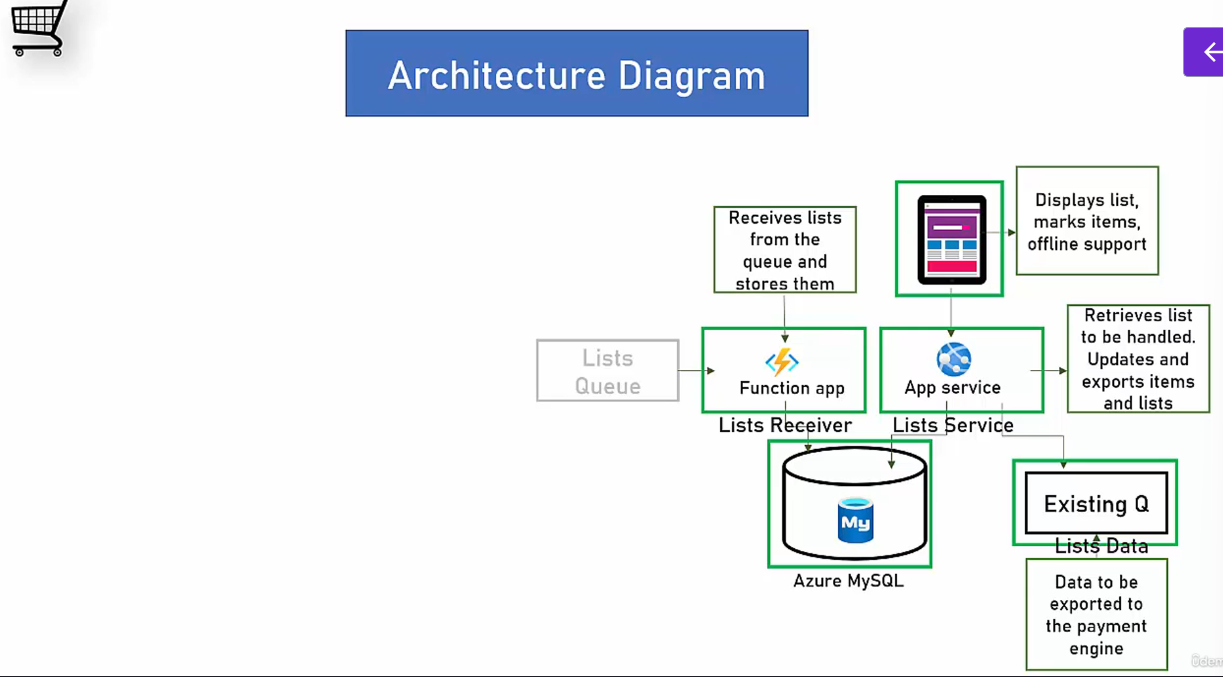 Architecture Diagram
Displays list,
marks items,
offline support
Receives lists
from the
queue and
stores them
Retrieves list
to be handled.
Updates and
exports items
and lists
Lists
Queue
Function app
App service
Lists Receiver
Lists Service
My
Existing Q
Lists Data
Azure MySQL
Data to be
exported to
the payment
engine